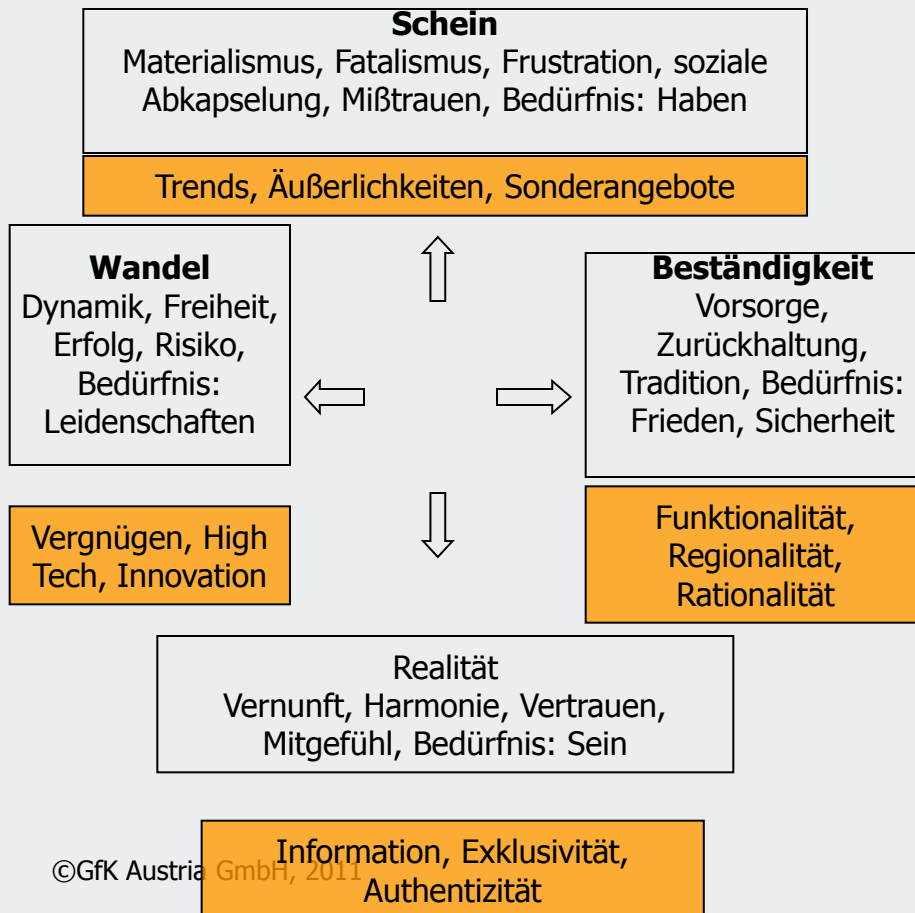 Schein
Materialismus, Fatalismus, Frustration, soziale
Abkapselung, Mißtrauen, Bedürfnis: Haben
Trends, Äußerlichkeiten, Sonderangebote
Wandel
Dynamik, Freiheit,
Erfolg, Risiko,
Bedürfnis:
Leidenschaften
Beständigkeit
Vorsorge,
Zurückhaltung,
Tradition, Bedürfnis:
Frieden, Sicherheit
Vergnügen, High
Tech, Innovation
Funktionalität,
Regionalität,
Rationalität
Realität
Vernunft, Harmonie, Vertrauen,
Mitgefühl, Bedürfnis: Sein
Information, Exklusivität,
Authentizität
©GfK Austria GmbH, 2011